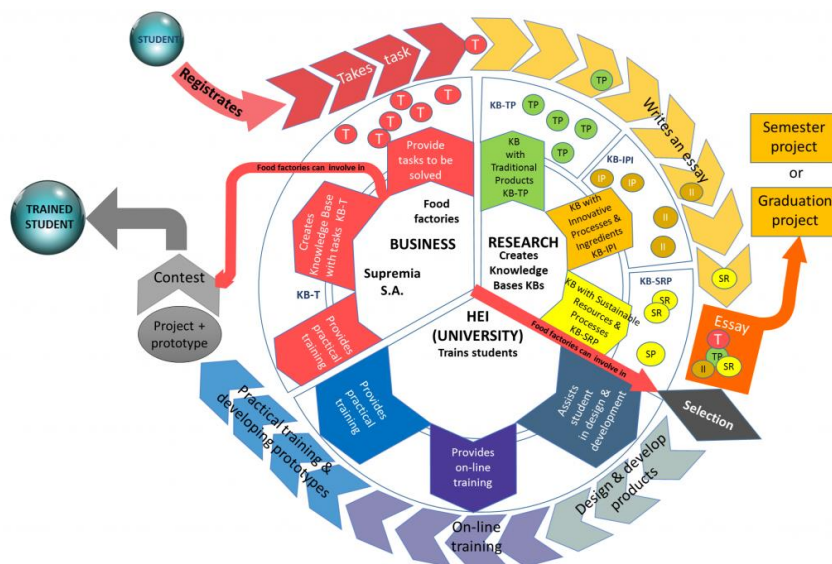 STUDENT
Registrates
Takes task
T
Writes an essay
TP
II
SR
Semester
project
or
Graduation
project
TRAINED
STUDENT
Contest
Project +
prototype
T
T
T
T
T
T
Food factories can involve in
Provide
tasks to be
solved
Creates
Knowledge Base
with tasks KB-T
KB-T
Provides
practical
training
Food
factories
BUSINESS
Supremia
S.A.
KB-TP
TP
TP
TP
TP
KB
with
Traditional
Products
KB-TP
KB-IPI
IP
IP
II
II
KB with
Innovative
Processes &
Ingredients
KB-IPI
RESEARCH
Creates
Knowledge
Bases KBs
KB-SRP
SR
SR
SP
KB with Sustainable
Resources &
Processes
KB-SRP
HEI
(UNIVERSITY)
Trains students
Food factories can involve in
Essay
T
TP
II
SR
Selection
Provides
practical
training
Provides
on-line
training
Assists
student
in design &
development
Design & develop
products
On-line
training
Practical training &
developing prototypes